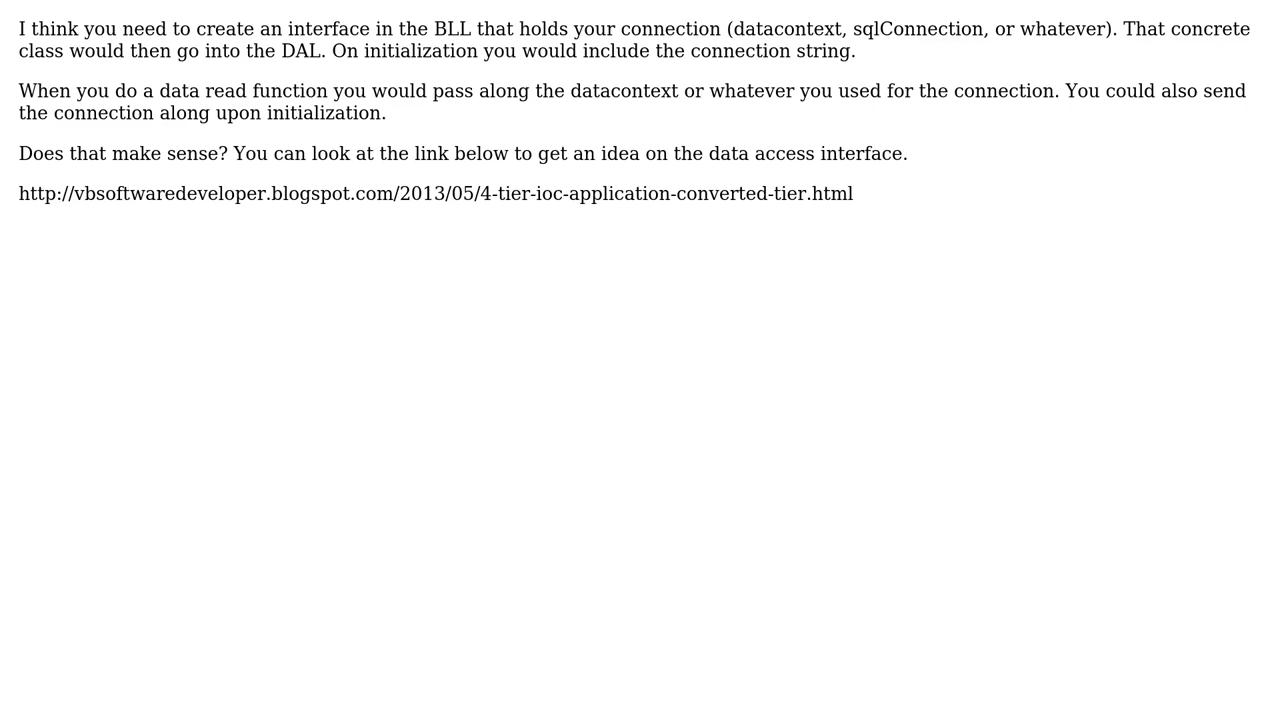 I think you need to create an interface in the BLL that holds your connection (datacontext, sqlConnection, or whatever). That concrete
class would then go into the DAL. On initialization you would include the connection string.
When you do a data read function you would pass along the datacontext or whatever you used for the connection. You could also send
the connection along upon initialization.
Does that make sense? You can look at the link below to get an idea on the data access interface.
http://vbsoftwaredeveloper.blogspot.com/2013/05/4-tier-ioc-application-converted-tier.html